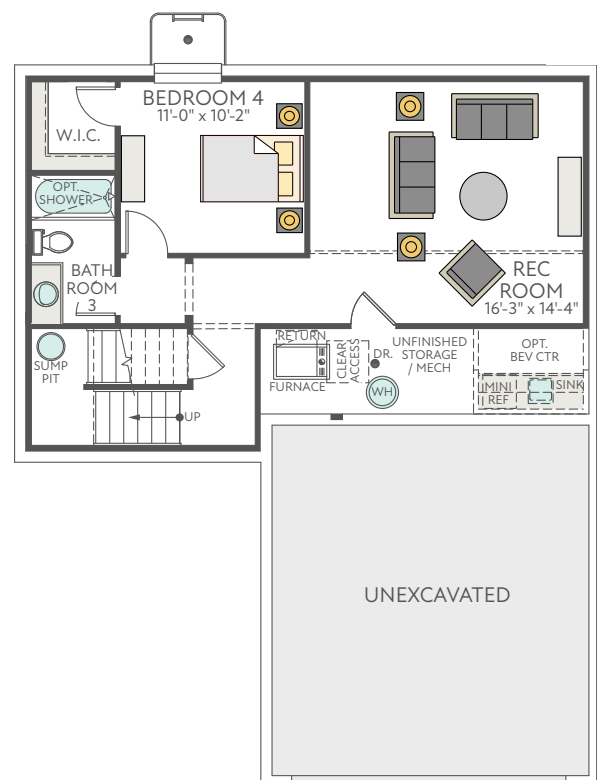 BEDROOM 4
11'-0" x 10'-2"
W.I.C.
OPT.
SHOWER
BATH
ROOM
3
REC
ROOM
16'-3" x 14'-4"
SUMP
PIT
UP
RETURN
FURNACE
CLEAR
ACCESS
DR.
WH
UNFINISHED
STORAGE
/ MECH
OPT.
BEV CTR
MINI
REF
SINK
UNEXCAVATED